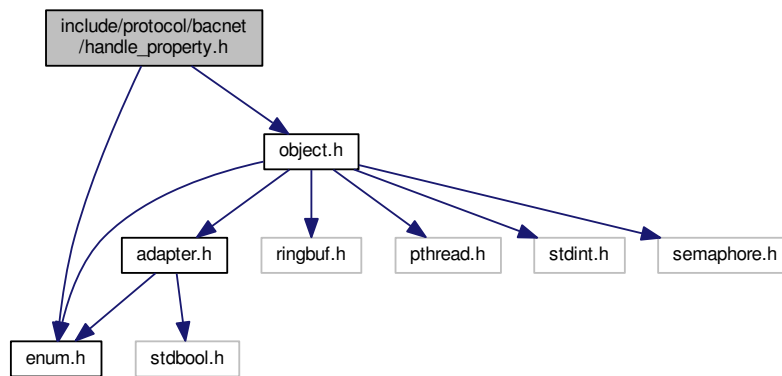 include/protocol/bacnet
/handle_property.h
object.h
adapter.h
ringbuf.h
pthread.h
stdint.h
semaphore.h
enum.h
stdbool.h